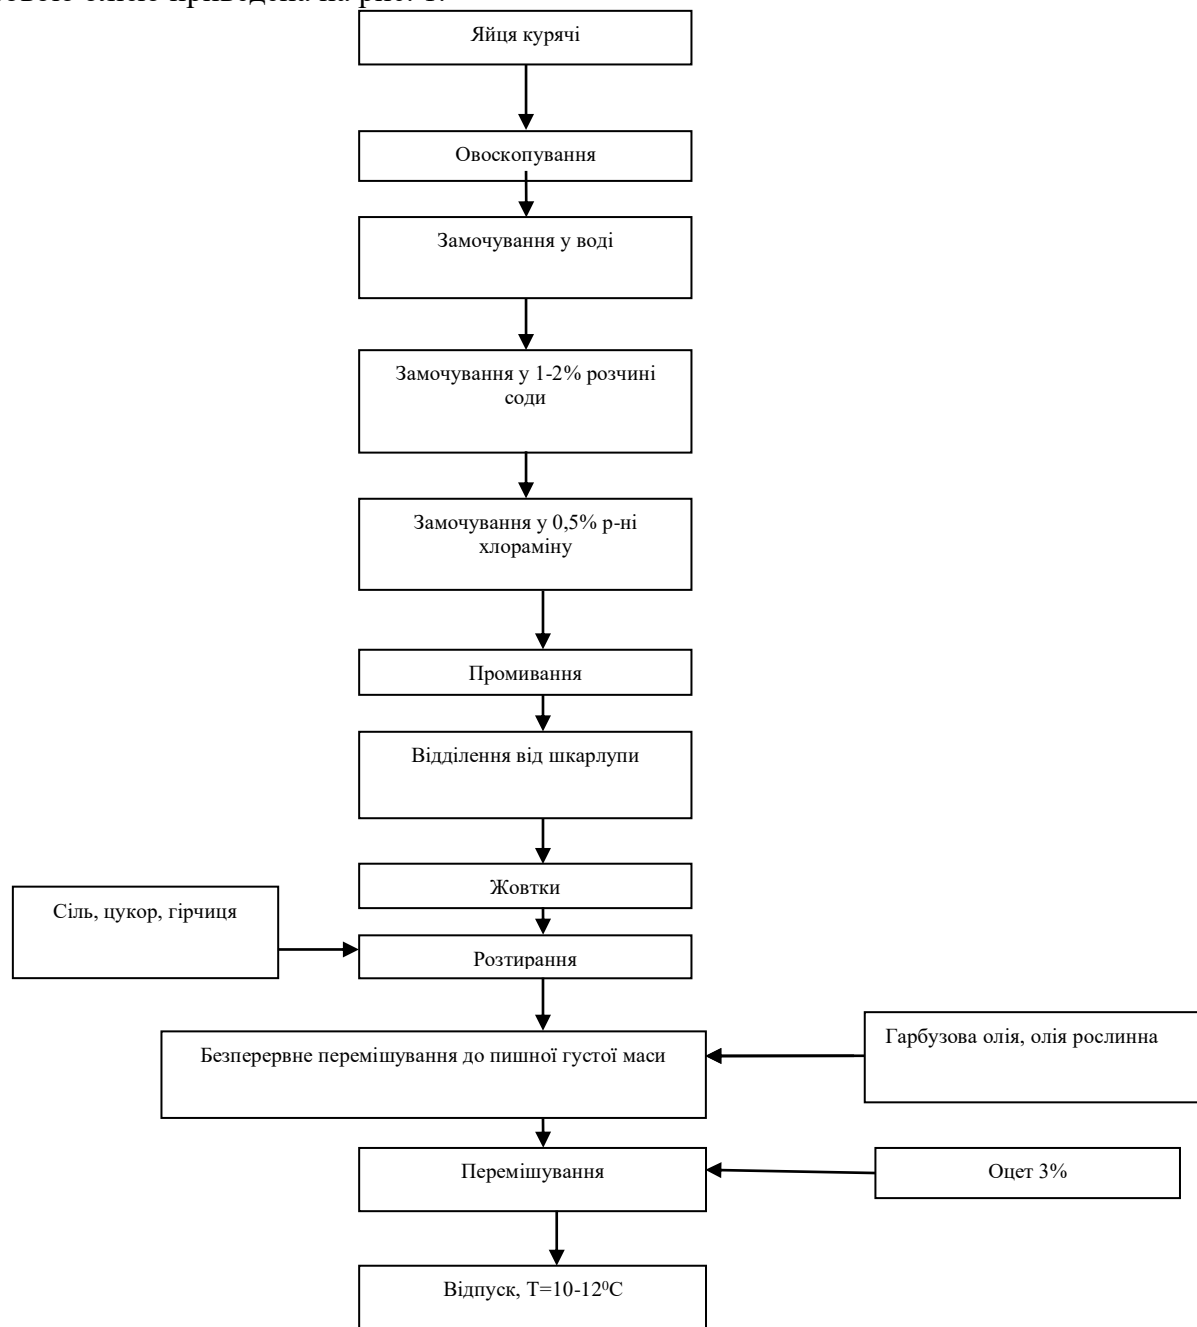 Яйця курячі
Овоскопування
Замочування у воді
Замочування у 1-2% розчині
соди
Замочування у 0,5% р-ні
хлораміну
Промивання
Відділення від шкарлупи
Жовтки
Сіль, цукор, гірчиця
Розтирання
Гарбузова олія, олія рослинна
Безперервне перемішування до пишної густої маси
Перемішування
Оцет 3%
Відпуск, Т=10-12⁰С